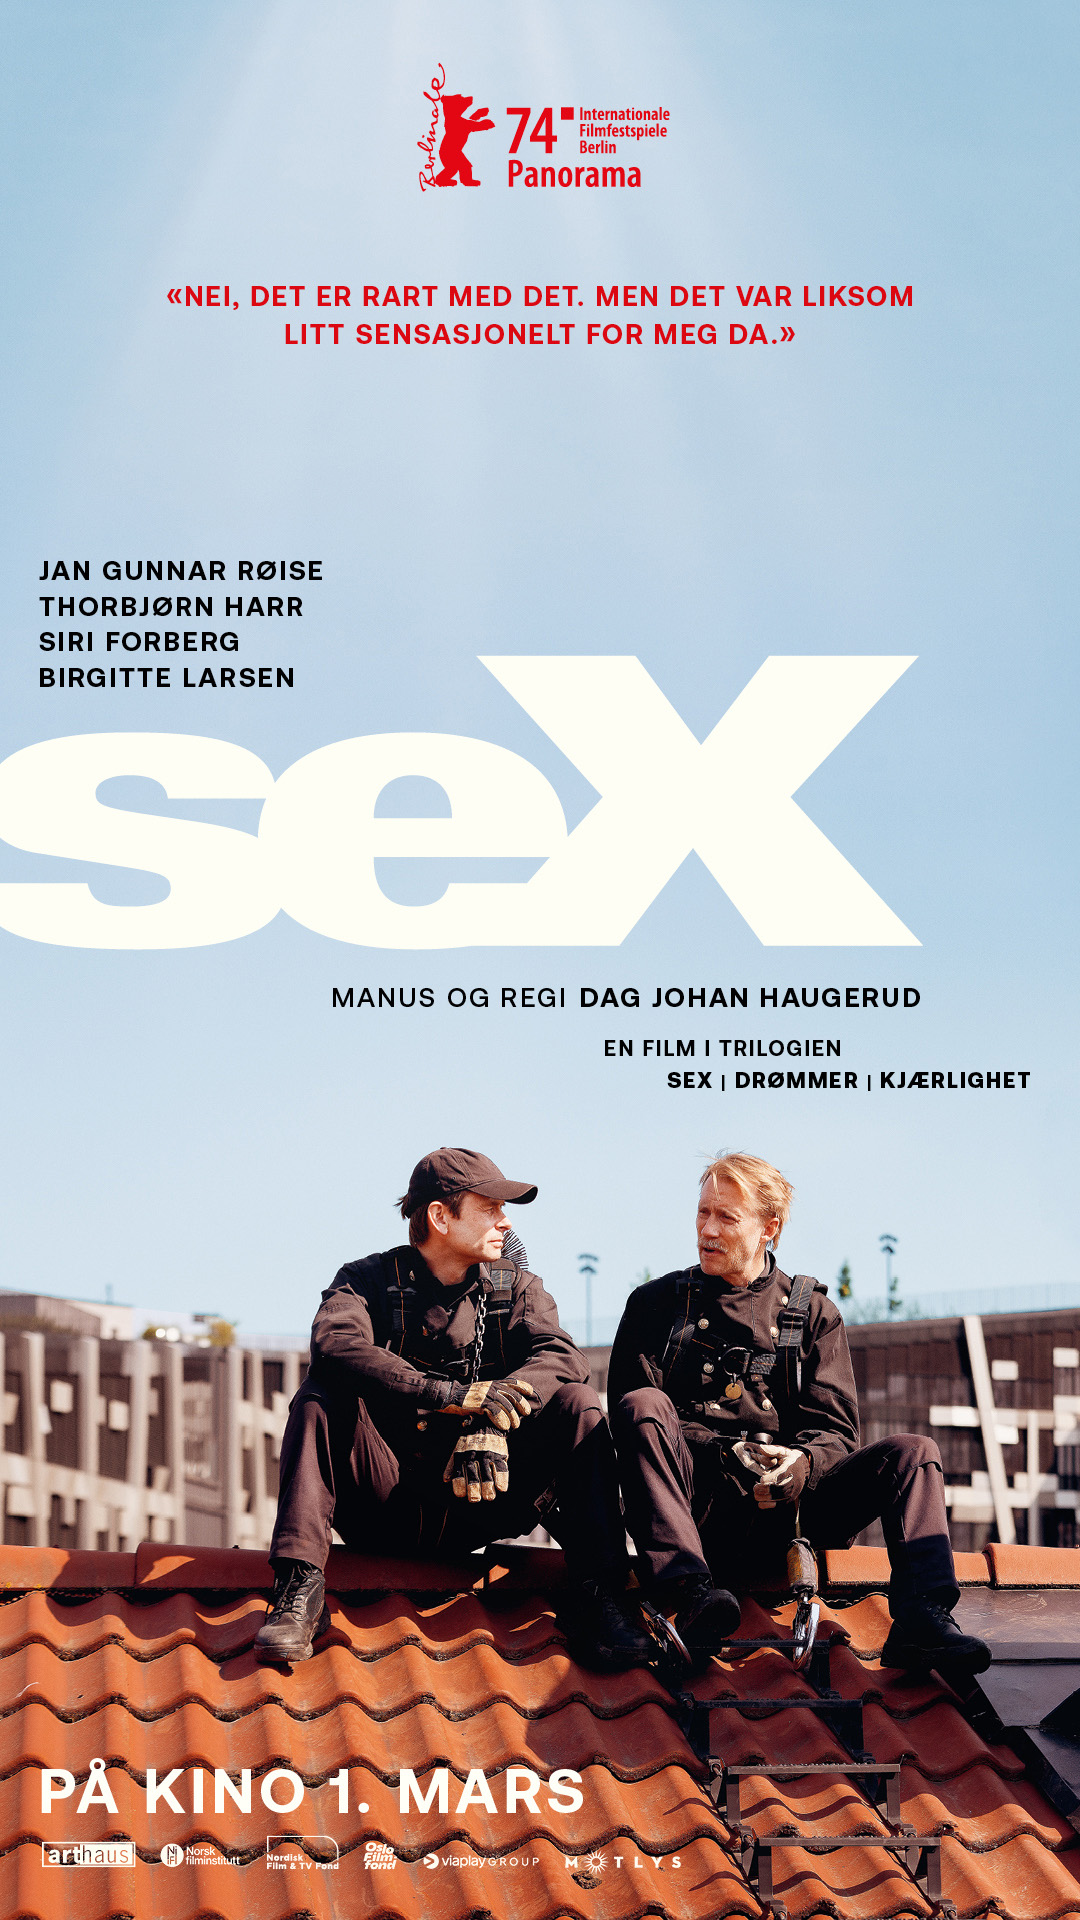 Berlinale
74 Internationale
Filmfestspiele
Berlin
Panorama
«NEI, DET ER RART MED DET. MEN DET VAR LIKSOM
LITT SENSASJONELT FOR MEG DA.»
JAN GUNNAR RØISE
THORBJØRN HARR
SIRI FORBERG
BIRGITTE LARSEN
seX
MANUS OG REGI DAG JOHAN HAUGERUD
EN FILM I TRILOGIEN
SEX | DRØMMER | KJÆRLIGHET
PÅ KINO 1. MARS
arthaus
NFI Norsk
filminstitutt
Nordisk
Film & TV Fond
Oslo
Film
fond
viaplay GROUP
MOTLYS